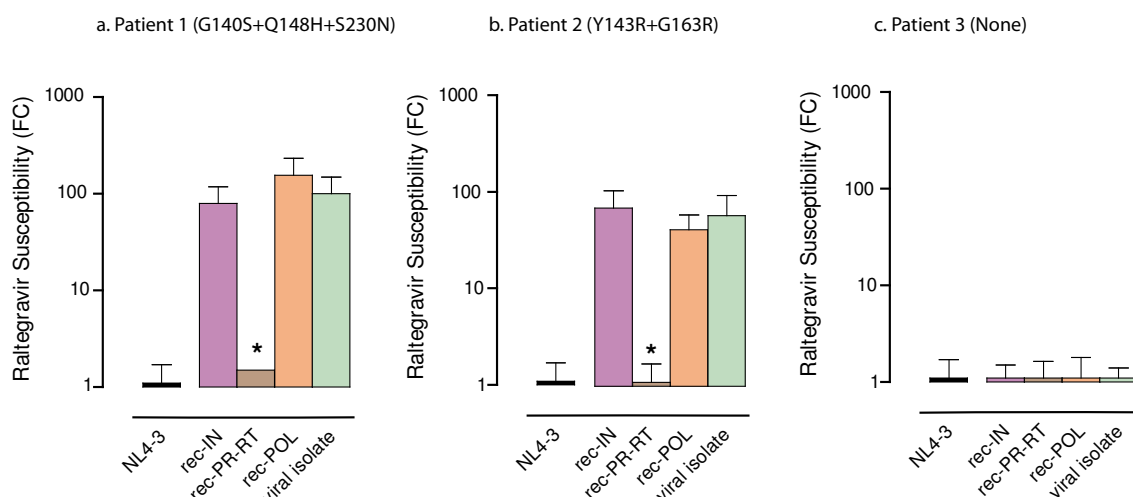 a. Patient 1 (G140S+Q148H+S230N)
b. Patient 2 (Y143R+G163R)
c. Patient 3 (None)
Raltegravir Susceptibility (FC)
1000
100
10
1
*
NL4-3
rec-IN
rec-PR-RT
rec-POL
viral isolate
Raltegravir Susceptibility (FC)
1000
100
10
1
*
NL4-3
rec-IN
rec-PR-RT
rec-POL
viral isolate
Raltegravir Susceptibility (FC)
1000
100
10
1
NL4-3
rec-IN
rec-PR-RT
rec-POL
viral isolate